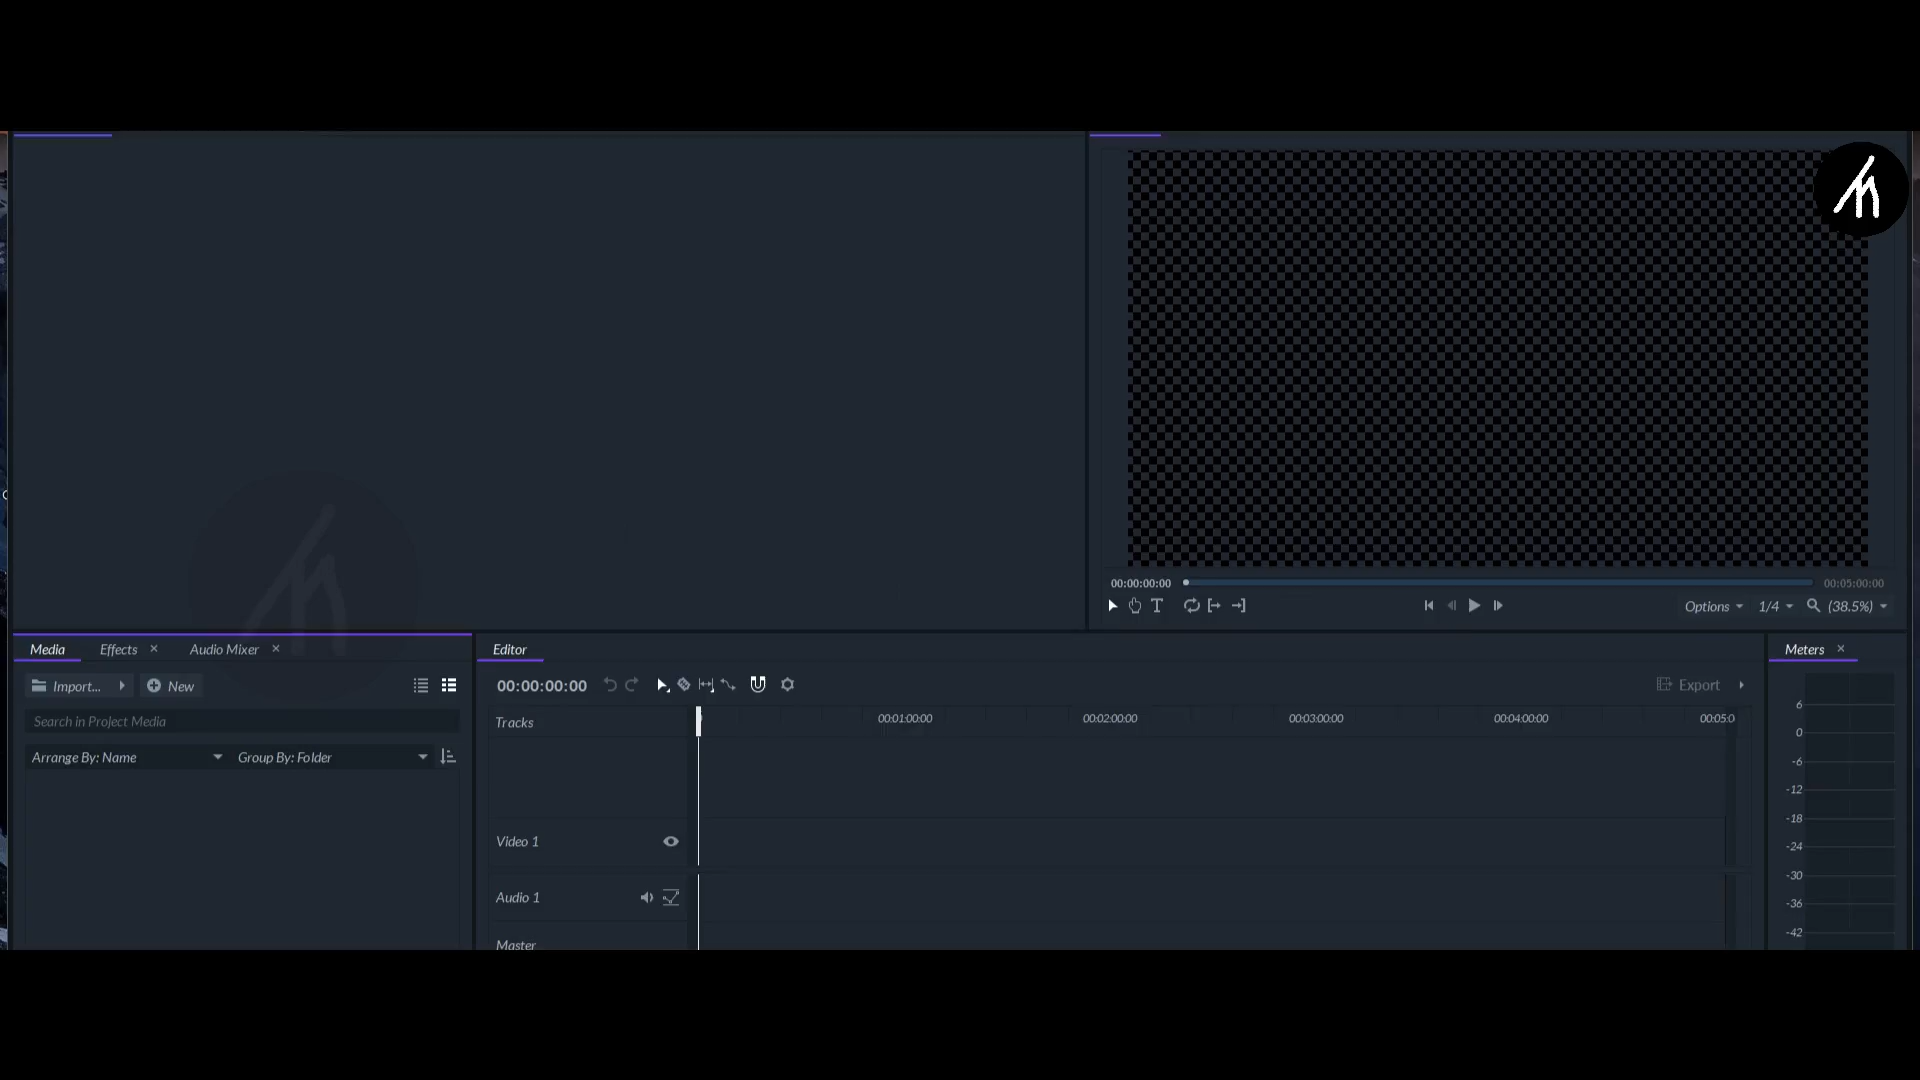 00:00:00:00
00:05:00:00
Options
1/4
(38.5%)
Media
Effects
Audio Mixer
Editor
Meters
Import...
New
00:00:00:00
Export
Search in Project Media
Tracks
00:01:00:00
00:02:00:00
00:03:00:00
00:04:00:00
00:05:0
Arrange By: Name
Group By: Folder
Video 1
Audio 1
Master
6
0
-6
-12
-18
-24
-30
-36
-42